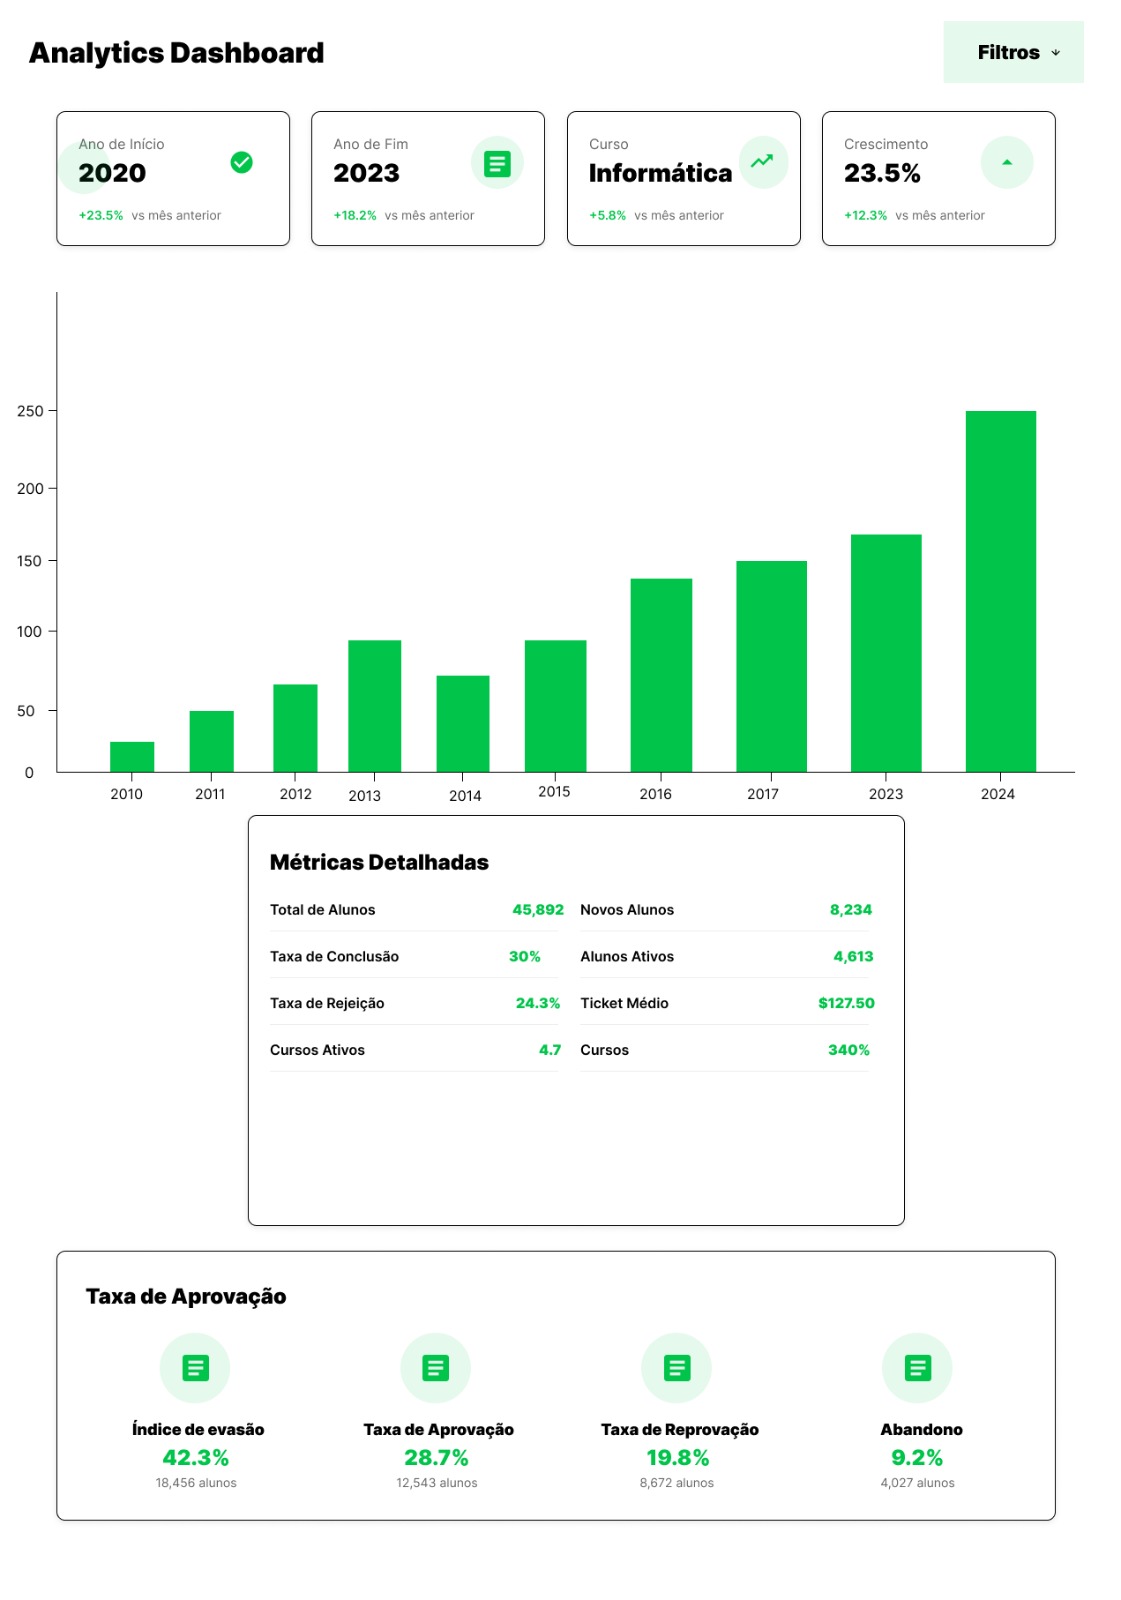 Analytics Dashboard
Filtros
Ano de Início
2020
+23.5% vs mês anterior
Ano de Fim
2023
+18.2% vs mês anterior
Curso
Informática
+5.8% vs mês anterior
Crescimento
23.5%
+12.3% vs mês anterior
250
200
150
100
50
0
2010 2011 2012 2013 2014 2015 2016 2017 2023 2024
Métricas Detalhadas
Total de Alunos 45,892 Novos Alunos 8,234
Taxa de Conclusão 30% Alunos Ativos 4,613
Taxa de Rejeição 24.3% Ticket Médio $127.50
Cursos Ativos 4.7 Cursos 340%
Taxa de Aprovação
Índice de evasão
42.3%
18,456 alunos
Taxa de Aprovação
28.7%
12,543 alunos
Taxa de Reprovação
19.8%
8,672 alunos
Abandono
9.2%
4,027 alunos